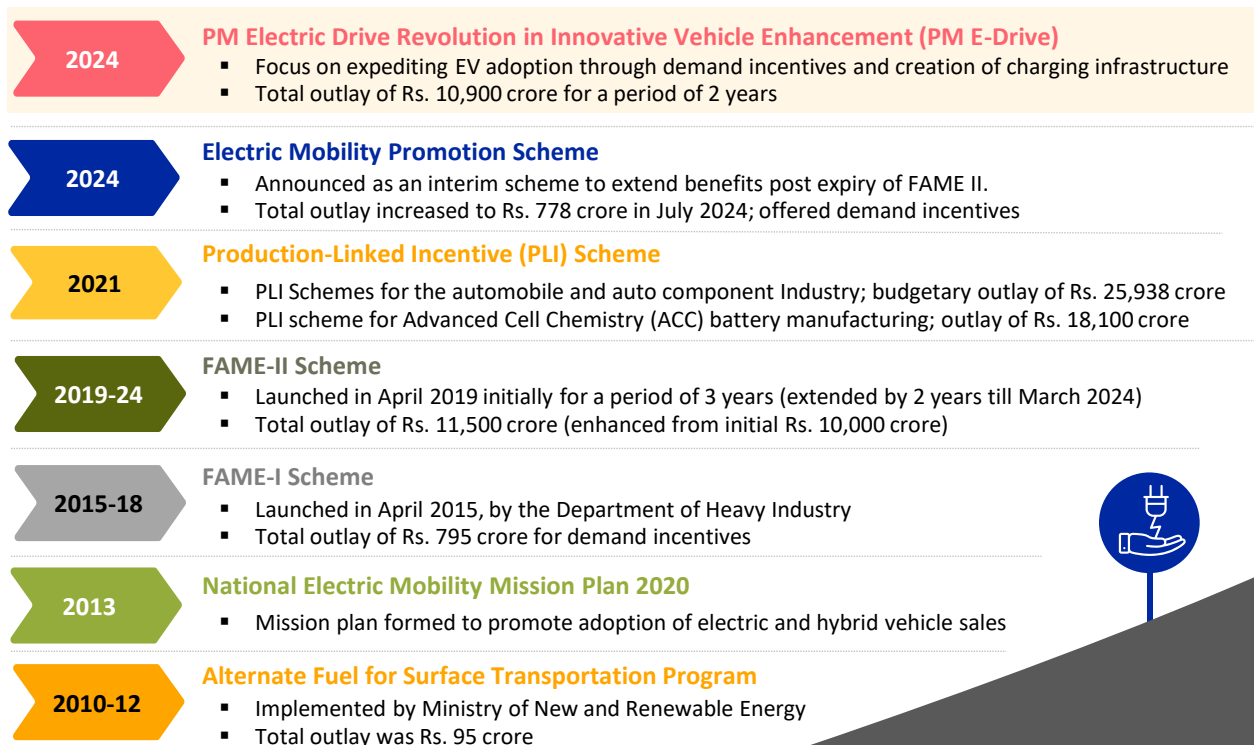 2024
PM Electric Drive Revolution in Innovative Vehicle Enhancement (PM E-Drive)
▪ Focus on expediting EV adoption through demand incentives and creation of charging infrastructure
▪ Total outlay of Rs. 10,900 crore for a period of 2 years
2024
Electric Mobility Promotion Scheme
▪ Announced as an interim scheme to extend benefits post expiry of FAME II.
▪ Total outlay increased to Rs. 778 crore in July 2024; offered demand incentives
2021
Production-Linked Incentive (PLI) Scheme
▪ PLI Schemes for the automobile and auto component Industry; budgetary outlay of Rs. 25,938 crore
▪ PLI scheme for Advanced Cell Chemistry (ACC) battery manufacturing; outlay of Rs. 18,100 crore
2019-24
FAME-II Scheme
▪ Launched in April 2019 initially for a period of 3 years (extended by 2 years till March 2024)
▪ Total outlay of Rs. 11,500 crore (enhanced from initial Rs. 10,000 crore)
2015-18
FAME-I Scheme
▪ Launched in April 2015, by the Department of Heavy Industry
▪ Total outlay of Rs. 795 crore for demand incentives
2013
National Electric Mobility Mission Plan 2020
▪ Mission plan formed to promote adoption of electric and hybrid vehicle sales
2010-12
Alternate Fuel for Surface Transportation Program
▪ Implemented by Ministry of New and Renewable Energy
▪ Total outlay was Rs. 95 crore